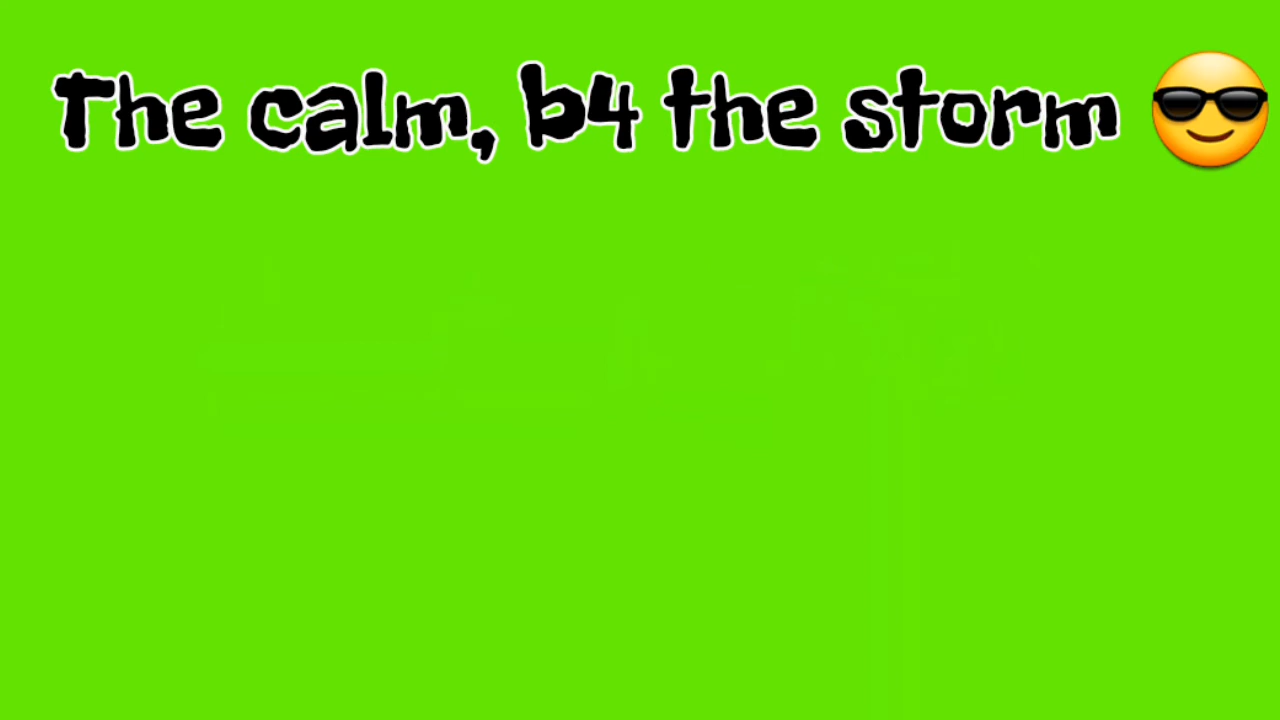 The calm, b4 the storm 😎